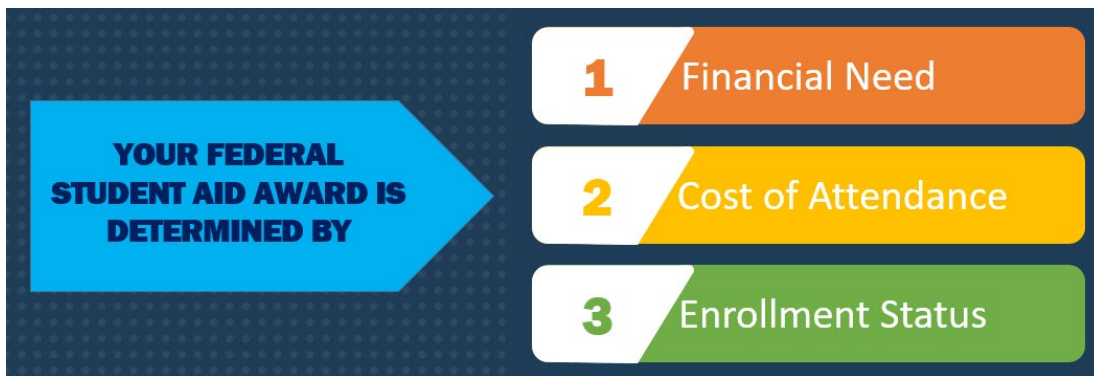 YOUR FEDERAL
STUDENT AID AWARD IS
DETERMINED BY
1 Financial Need
2 Cost of Attendance
3 Enrollment Status